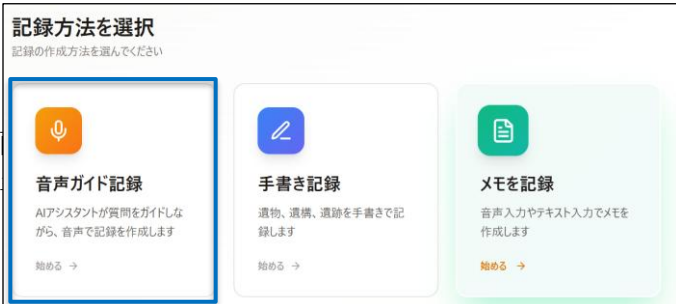 記録方法を選択
記録の作成方法を選んでください
音声ガイド記録
AIアシスタントが質問をガイドしな
がら、音声で記録を作成します
始める →
手書き記録
遺物、遺構、遺跡を手書きで記
録します
始める →
メモを記録
音声入力やテキスト入力でメモを
作成します
始める →